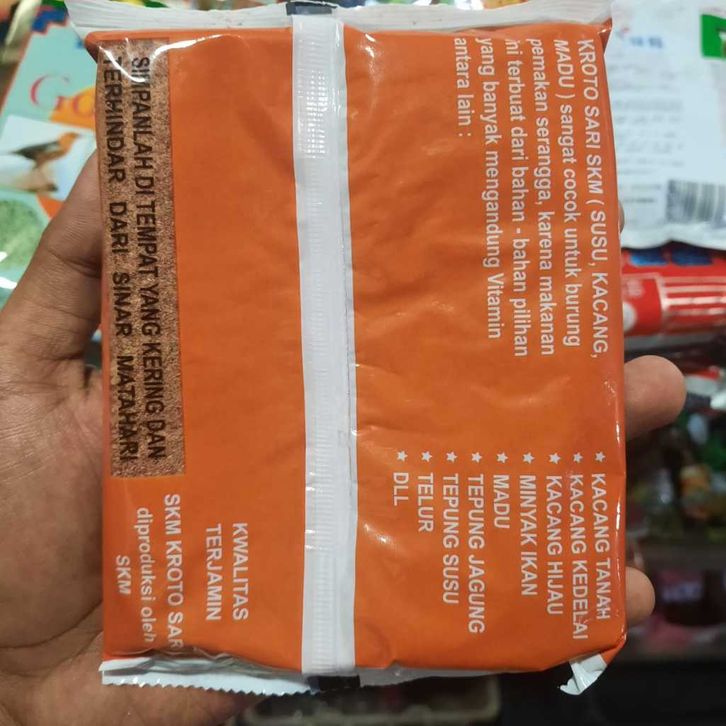 KROTO SARI SKM ( SUSU, KACANG,
MADU ) sangat cocok untuk burung
pemakan serangga, karena makanan
ini terbuat dari bahan - bahan pilihan
yang banyak mengandung Vitamin
antara lain :
★ KACANG TANAH
★ KACANG KEDELAI
★ KACANG HIJAU
★ MINYAK IKAN
★ MADU
★ TEPUNG JAGUNG
★ TEPUNG SUSU
★ TELUR
★ DLL
KWALITAS
TERJAMIN
SKM KROTO SARI
diproduksi oleh
SKM
SIMPANLAH DI TEMPAT YANG KERING DAN
TERHINDAR DARI SINAR MATAHARI